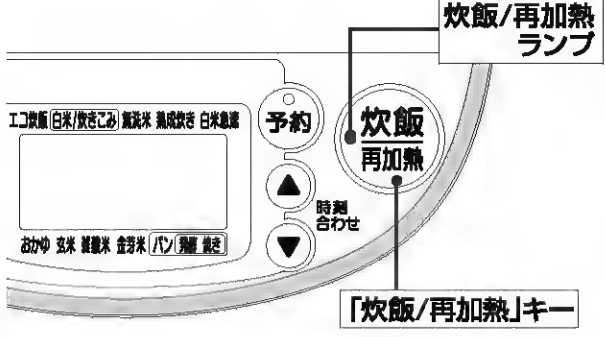 炊飯/再加熱
ランプ
エコ炊飯 白米/炊きこみ 無洗米 熟成炊き 白米急速
予約
炊飯
再加熱
時刻
合わせ
おかゆ 玄米 雑穀米 金芽米 パン 発酵 焼き
「炊飯/再加熱」キー